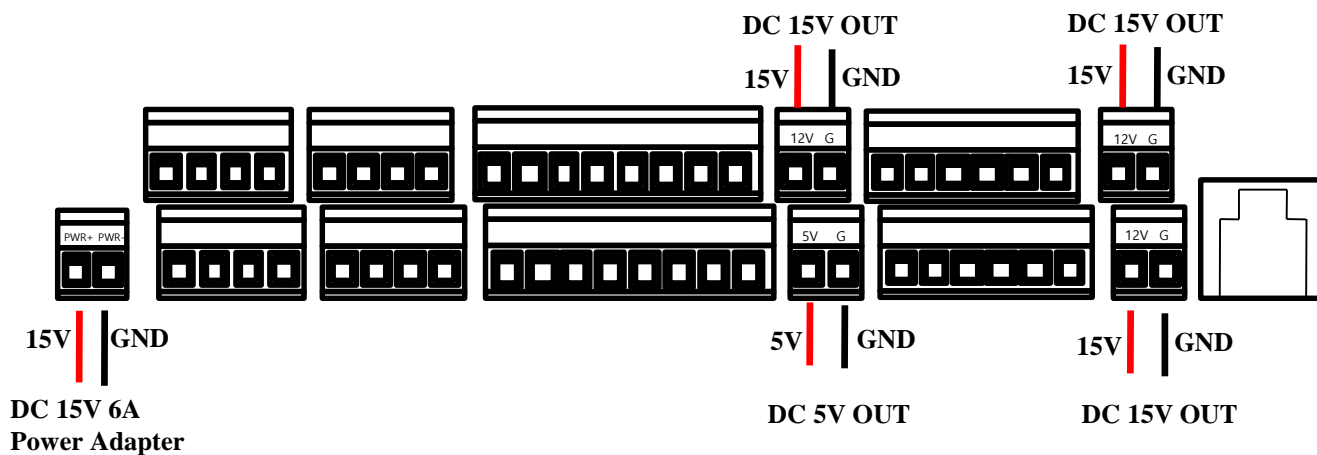 DC 15V OUT
DC 15V OUT
15V
GND
15V
GND
12V G
12V G
PWR+ PWR-
5V G
12V G
15V
GND
5V
GND
15V
GND
DC 15V 6A
Power Adapter
DC 5V OUT
DC 15V OUT